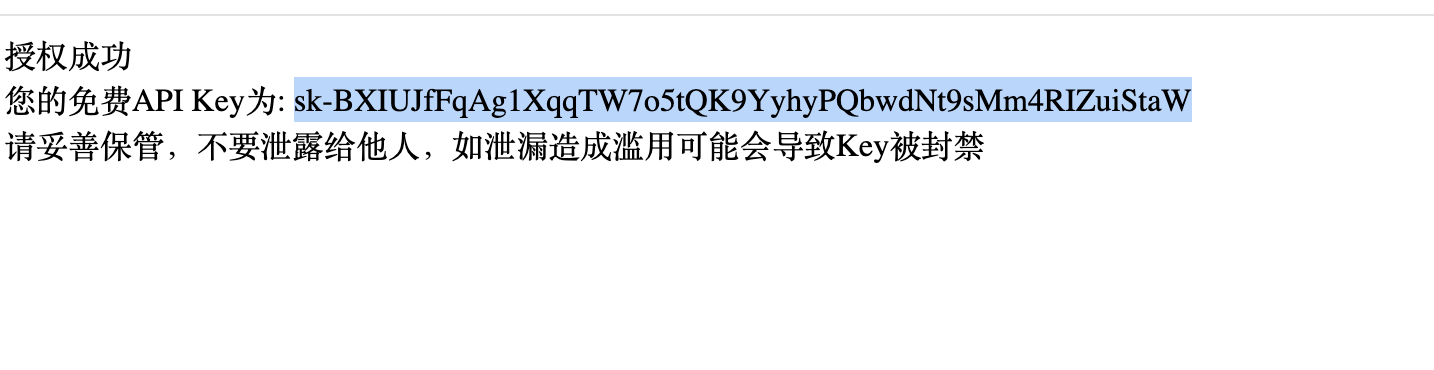 授权成功
您的免费API Key为: sk-BXIUJfFqAg1XqqTW7o5tQK9YyhyPQbwdNt9sMm4RIZuiStaW
请妥善保管，不要泄露给他人，如泄漏造成滥用可能会导致Key被封禁